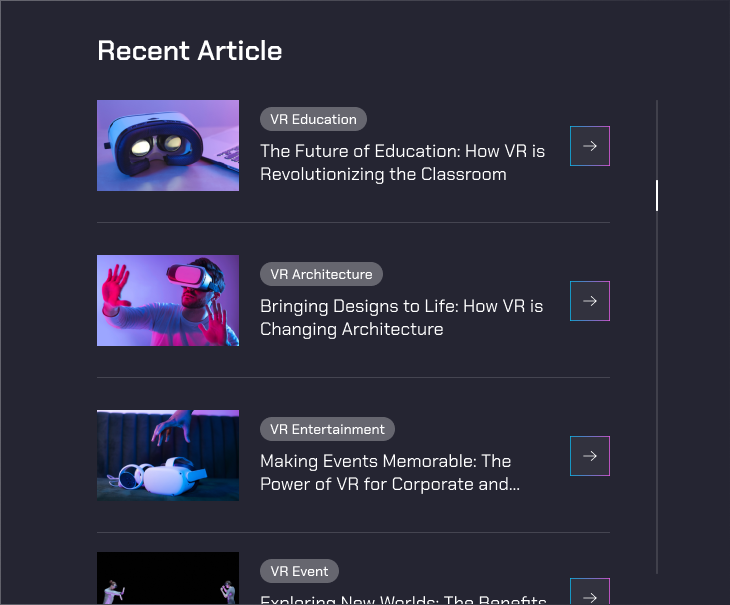 Recent Article
VR Education
The Future of Education: How VR is
Revolutionizing the Classroom
VR Architecture
Bringing Designs to Life: How VR is
Changing Architecture
VR Entertainment
Making Events Memorable: The
Power of VR for Corporate and...
VR Event
Exploring New Worlds: The Benefits